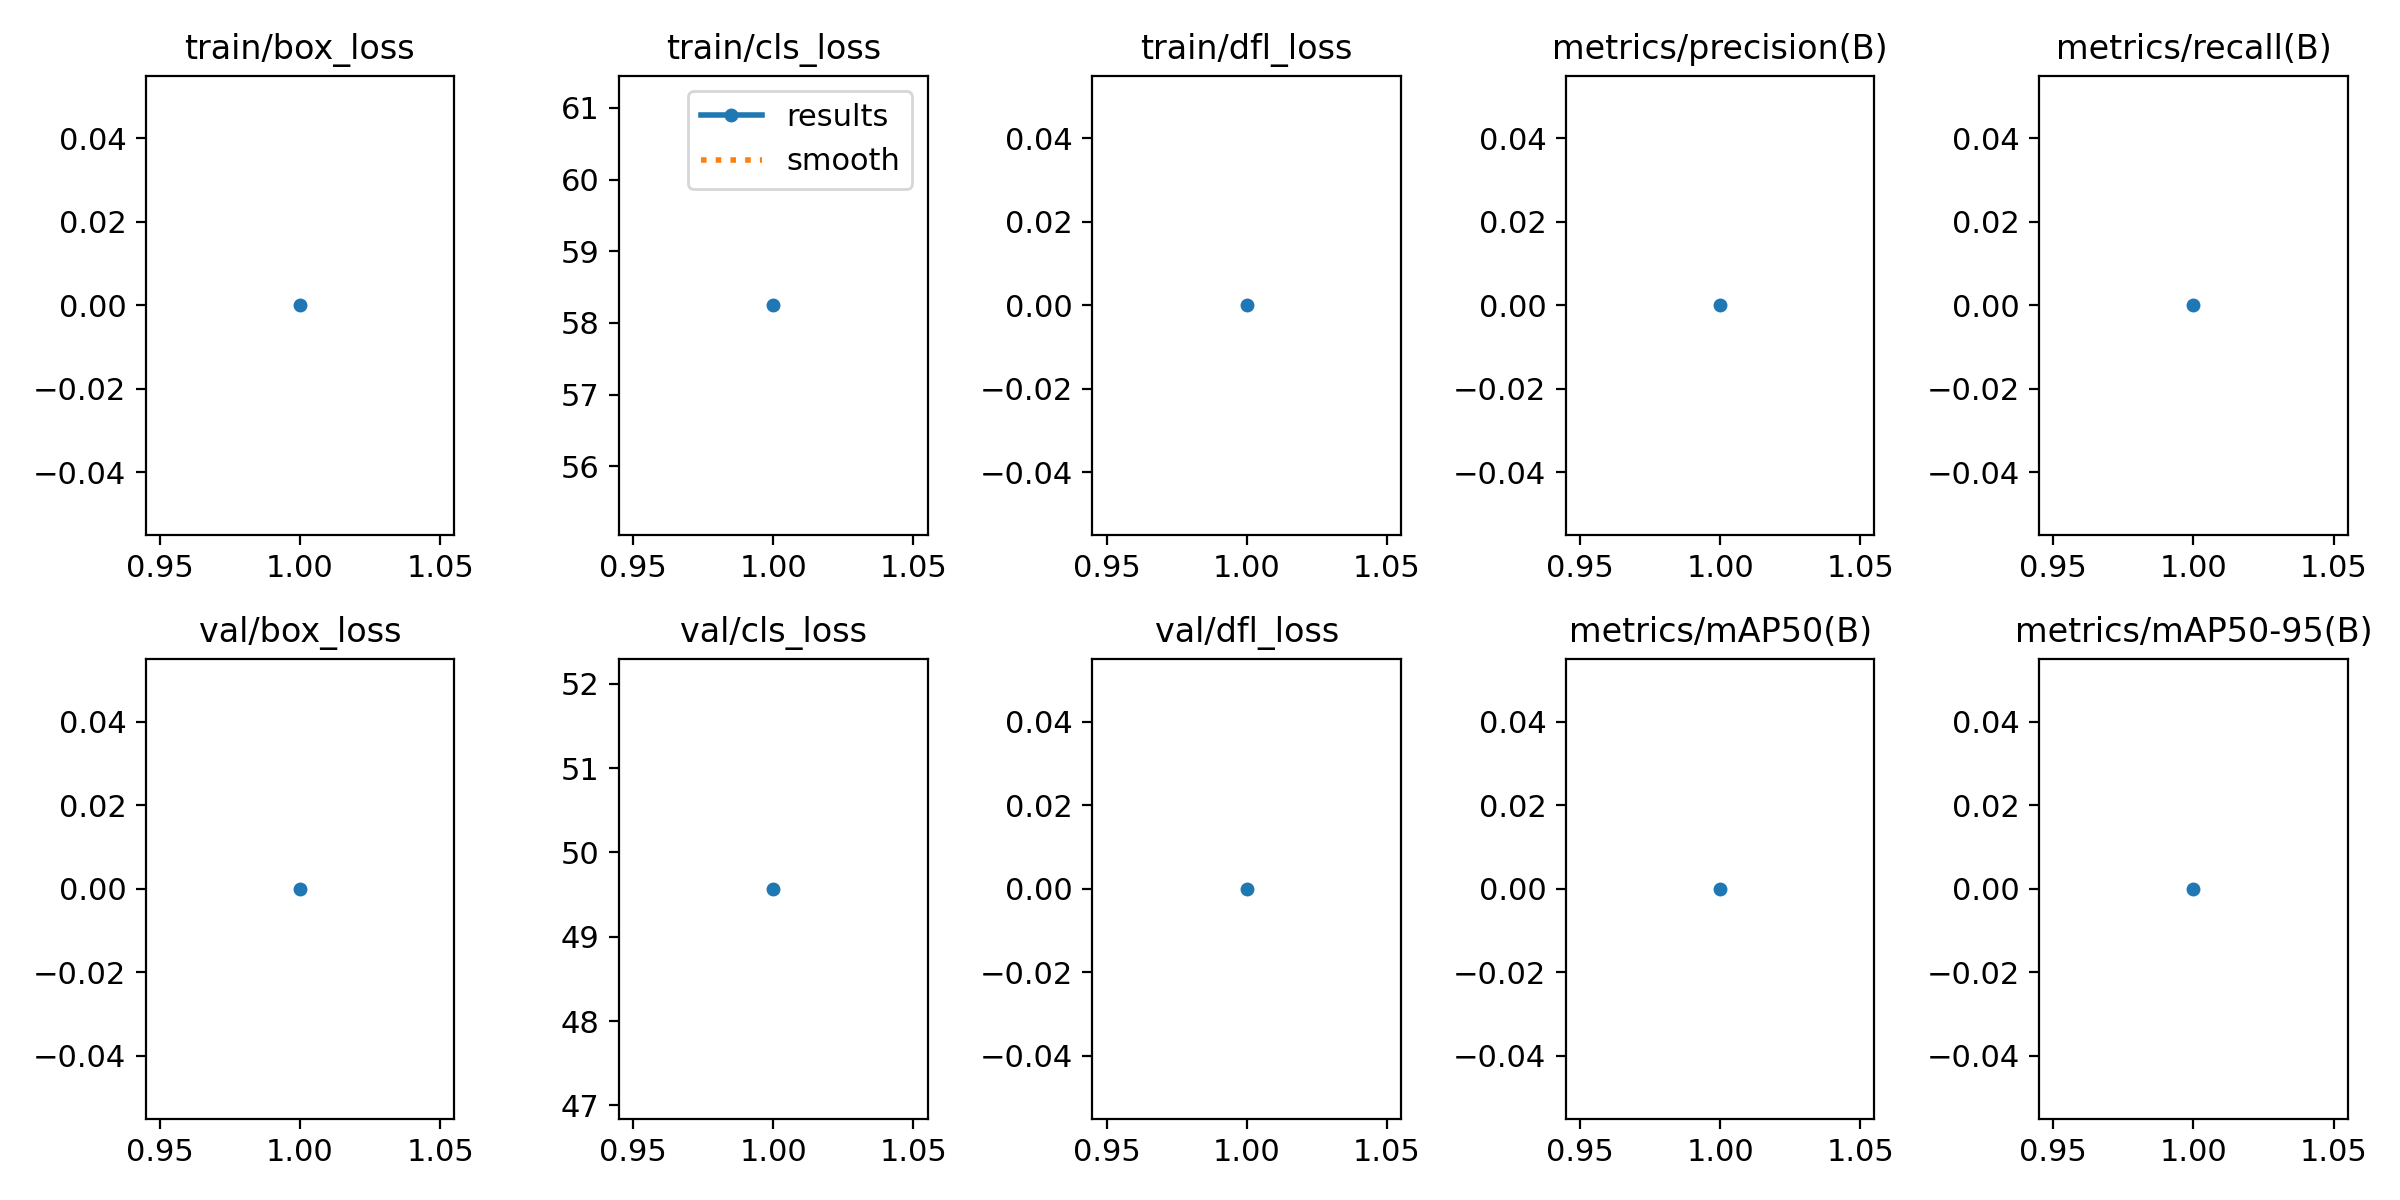 train/box_loss
0.04
0.02
0.00
−0.02
−0.04
0.95 1.00 1.05
train/cls_loss
results
smooth
61
60
59
58
57
56
0.95 1.00 1.05
train/dfl_loss
0.04
0.02
0.00
−0.02
−0.04
0.95 1.00 1.05
metrics/precision(B)
0.04
0.02
0.00
−0.02
−0.04
0.95 1.00 1.05
metrics/recall(B)
0.04
0.02
0.00
−0.02
−0.04
0.95 1.00 1.05
val/box_loss
0.04
0.02
0.00
−0.02
−0.04
0.95 1.00 1.05
val/cls_loss
52
51
50
49
48
47
0.95 1.00 1.05
val/dfl_loss
0.04
0.02
0.00
−0.02
−0.04
0.95 1.00 1.05
metrics/mAP50(B)
0.04
0.02
0.00
−0.02
−0.04
0.95 1.00 1.05
metrics/mAP50-95(B)
0.04
0.02
0.00
−0.02
−0.04
0.95 1.00 1.05